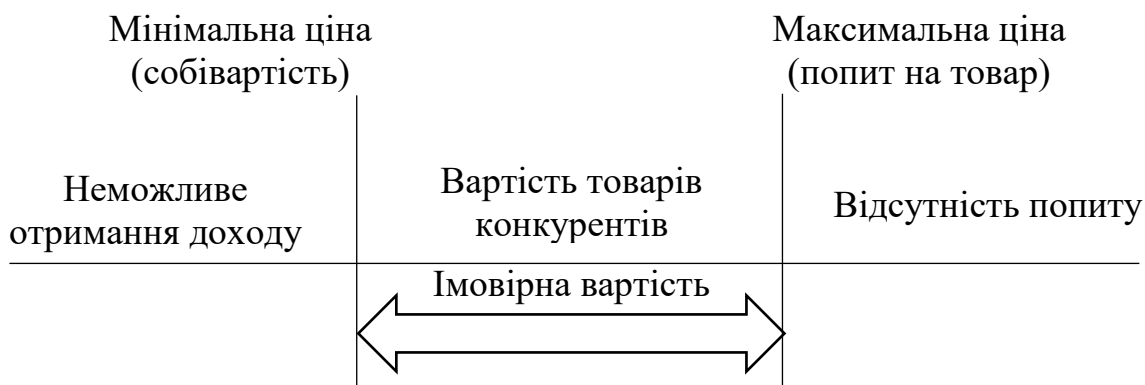 Мінімальна ціна
(собівартість)
Максимальна ціна
(попит на товар)
Неможливе
отримання доходу
Вартість товарів
конкурентів
Відсутність попиту
Імовірна вартість